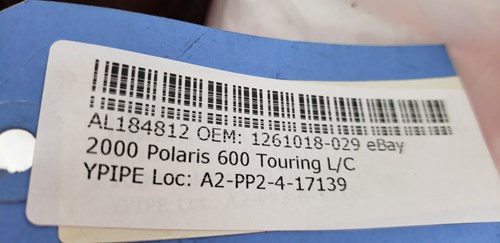 AL184812 OEM: 1261018-029 eBay
2000 Polaris 600 Touring L/C
YPIPE Loc: A2-PP2-4-17139